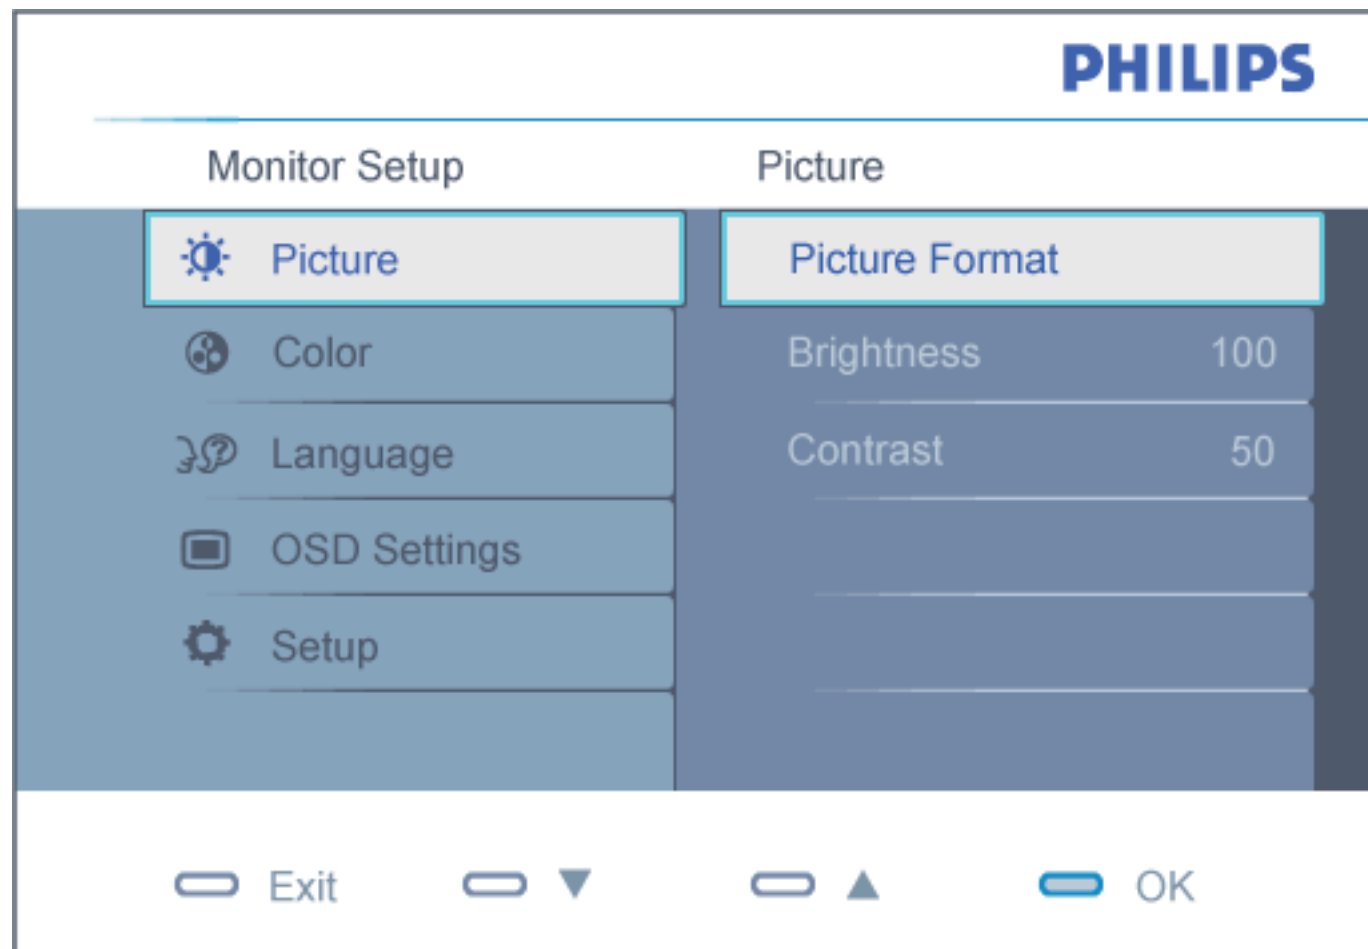 PHILIPS
Monitor Setup
Picture
Picture
Picture Format
Color
Brightness 100
Language
Contrast 50
OSD Settings
Setup
Exit ▼ ▲ OK